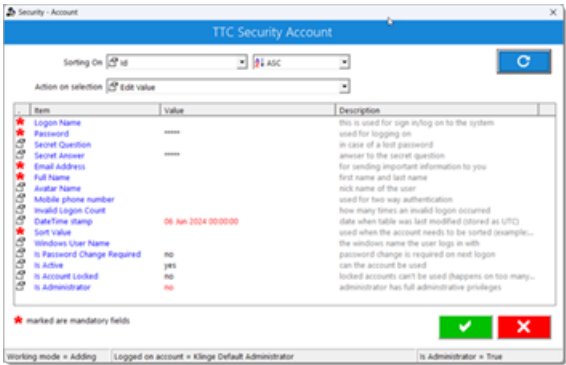 Security - Account
TTC Security Account
Sorting On Id ASC
Action on selection Edit Value
. Item Value Description
Logon Name this is used for sign in/log on to the system
Password ***** used for logging on
Secret Question in case of a lost password
Secret Answer ***** anwser to the secret question
Email Address for sending important information to you
Full Name first name and last name
Avatar Name nick name of the user
Mobile phone number used for two way authentication
Invalid Logon Count how many times an invalid logon occurred
DateTime stamp 06 Jun 2024 00:00:00 date when table was last modified (stored as UTC)
Sort Value used when the account needs to be sorted (example:...
Windows User Name the windows name the user logs in with
Is Password Change Required no password change is required on next logon
Is Active yes can the account be used
Is Account Locked no locked accounts can't be used (happens on too many...
Is Administrator no administrator has full adminstrative privileges
* marked are mandatory fields
Working mode = Adding Logged on account = Klinge Default Administrator Is Administrator = True